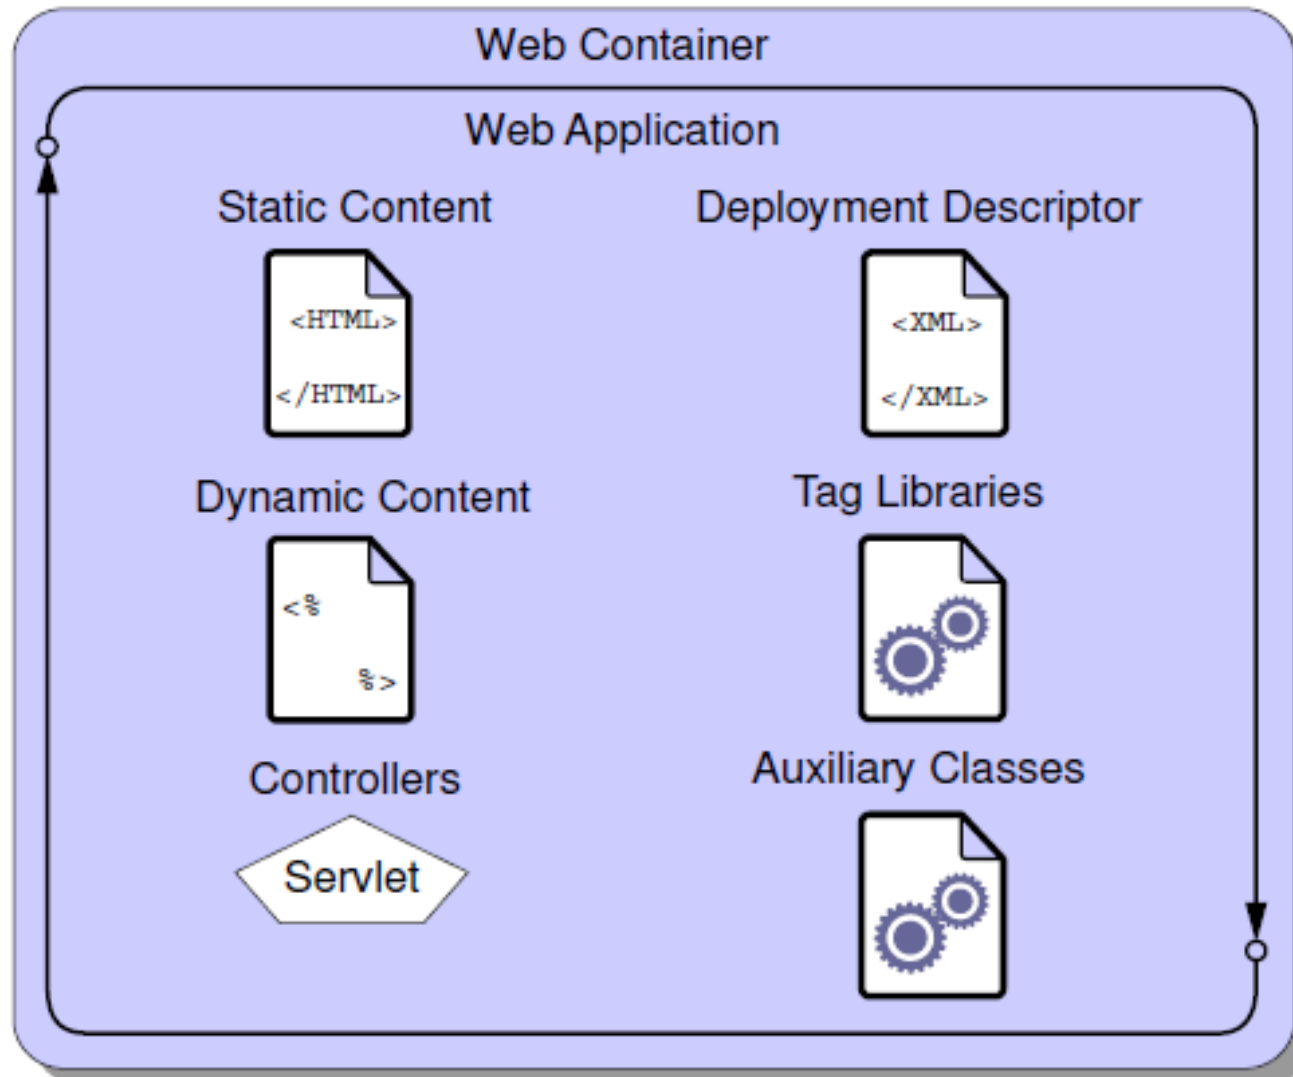 Web Container
Web Application
Static Content
Deployment Descriptor
<HTML>
</HTML>
<XML>
</XML>
Dynamic Content
Tag Libraries
<%
%>
Controllers
Auxiliary Classes
Servlet